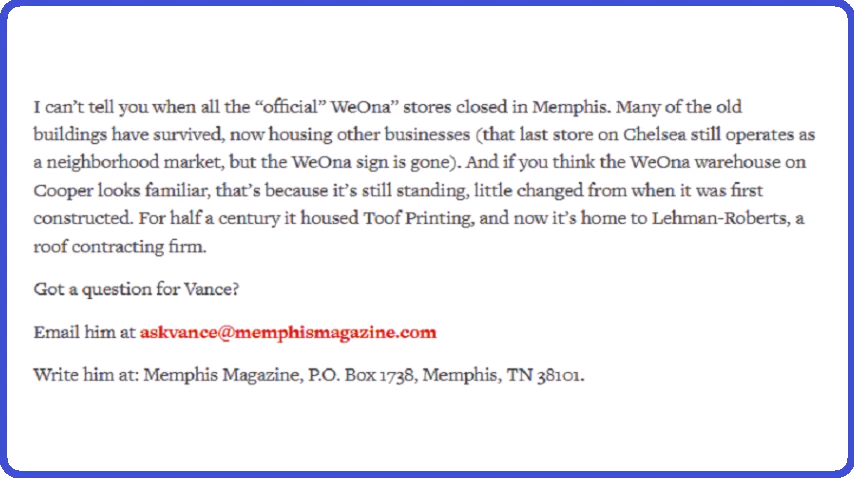 I can’t tell you when all the “official” WeOna” stores closed in Memphis. Many of the old
buildings have survived, now housing other businesses (that last store on Chelsea still operates as
a neighborhood market, but the WeOna sign is gone). And if you think the WeOna warehouse on
Cooper looks familiar, that’s because it’s still standing, little changed from when it was first
constructed. For half a century it housed Toof Printing, and now it’s home to Lehman-Roberts, a
roof contracting firm.
Got a question for Vance?
Email him at askvance@memphismagazine.com
Write him at: Memphis Magazine, P.O. Box 1738, Memphis, TN 38101.